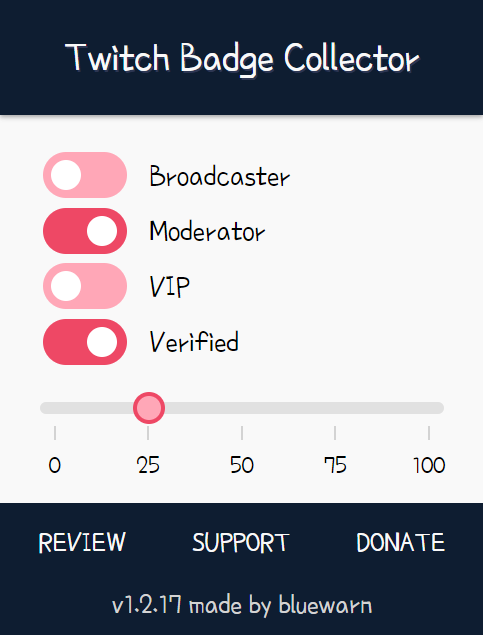 Twitch Badge Collector
Broadcaster
Moderator
VIP
Verified
0 25 50 75 100
REVIEW SUPPORT DONATE
v1.2.17 made by bluewarn